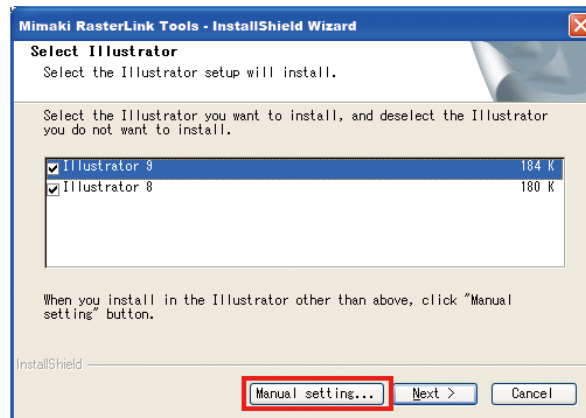 Mimaki RasterLink Tools - InstallShield Wizard
Select Illustrator
Select the Illustrator setup will install.
Select the Illustrator you want to install, and deselect the Illustrator
you do not want to install.
Illustrator 9 184 K
Illustrator 8 180 K
When you install in the Illustrator other than above, click "Manual
setting" button.
InstallShield
Manual setting... Next > Cancel